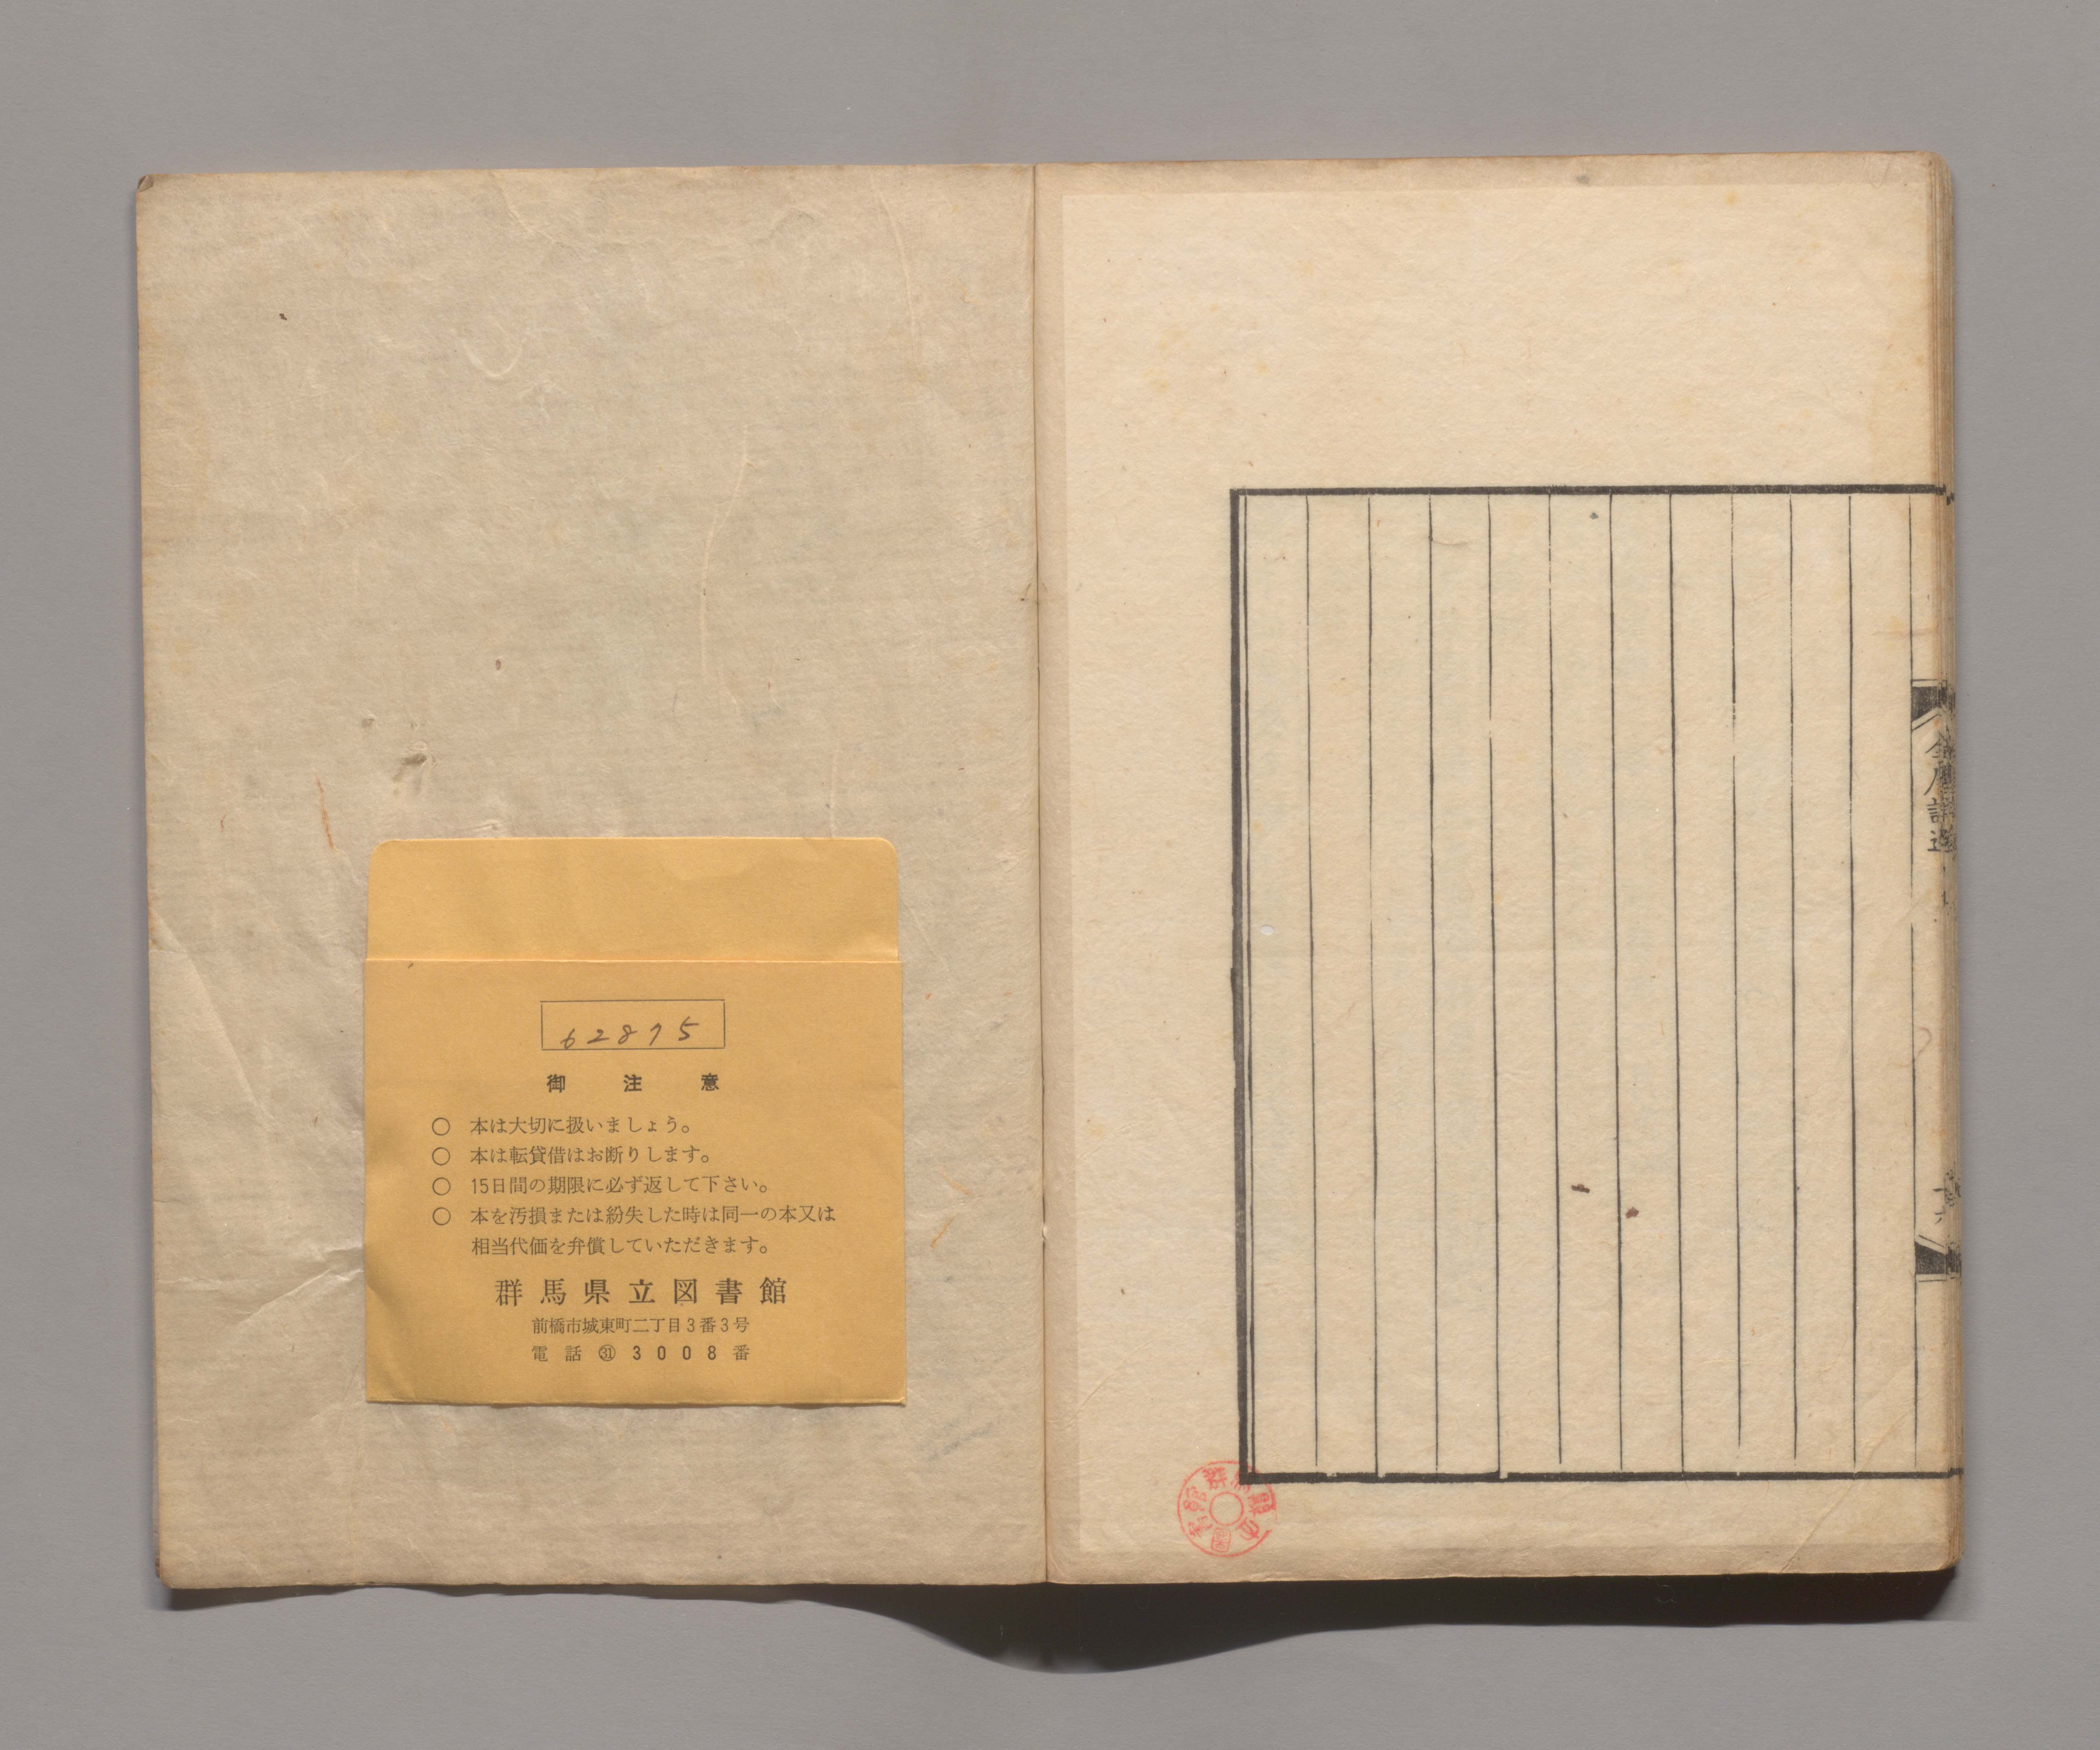 62875
御注意
○ 本は大切に扱いましょう。
○ 本は転貸借はお断りします。
○ 15日間の期限に必ず返して下さい。
○ 本を汚損または紛失した時は同一の本又は
相当代価を弁償していただきます。
群馬県立図書館
前橋市城東町二丁目3番3号
電話㉛3008番